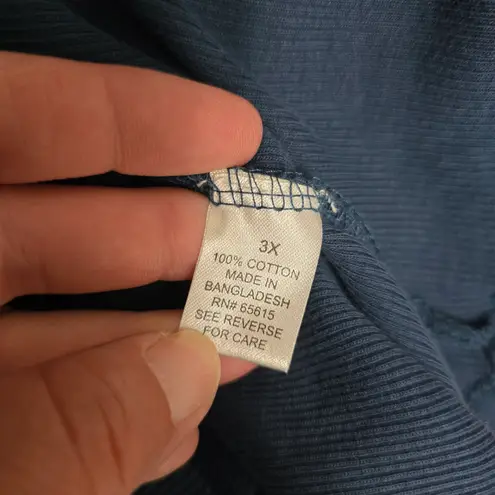 3X
100% COTTON
MADE IN
BANGLADESH
RN# 65615
SEE REVERSE
FOR CARE